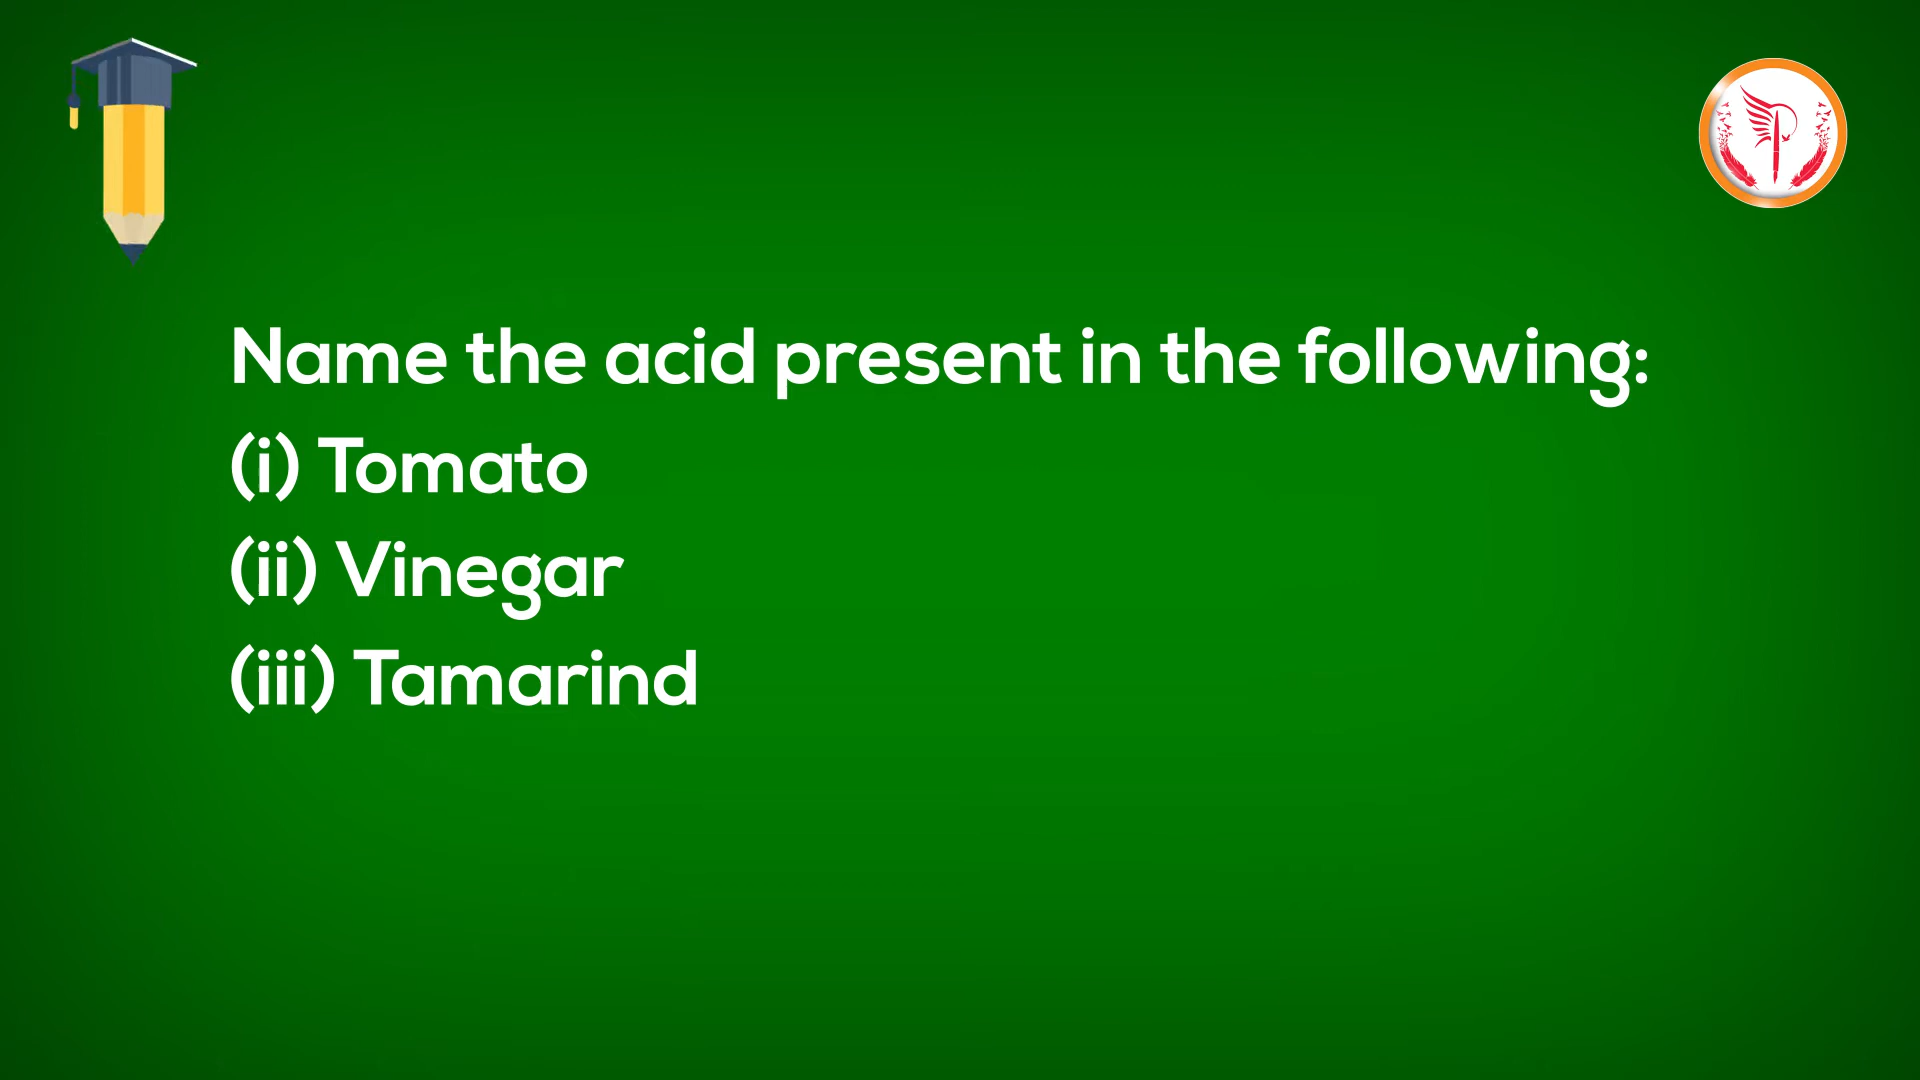 Name the acid present in the following:
(i) Tomato
(ii) Vinegar
(iii) Tamarind